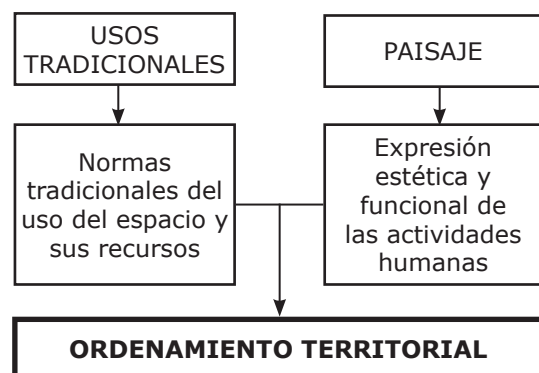 USOS
TRADICIONALES
PAISAJE
Normas
tradicionales del
uso del espacio y
sus recursos
Expresión
estética y
funcional de
las actividades
humanas
ORDENAMIENTO TERRITORIAL